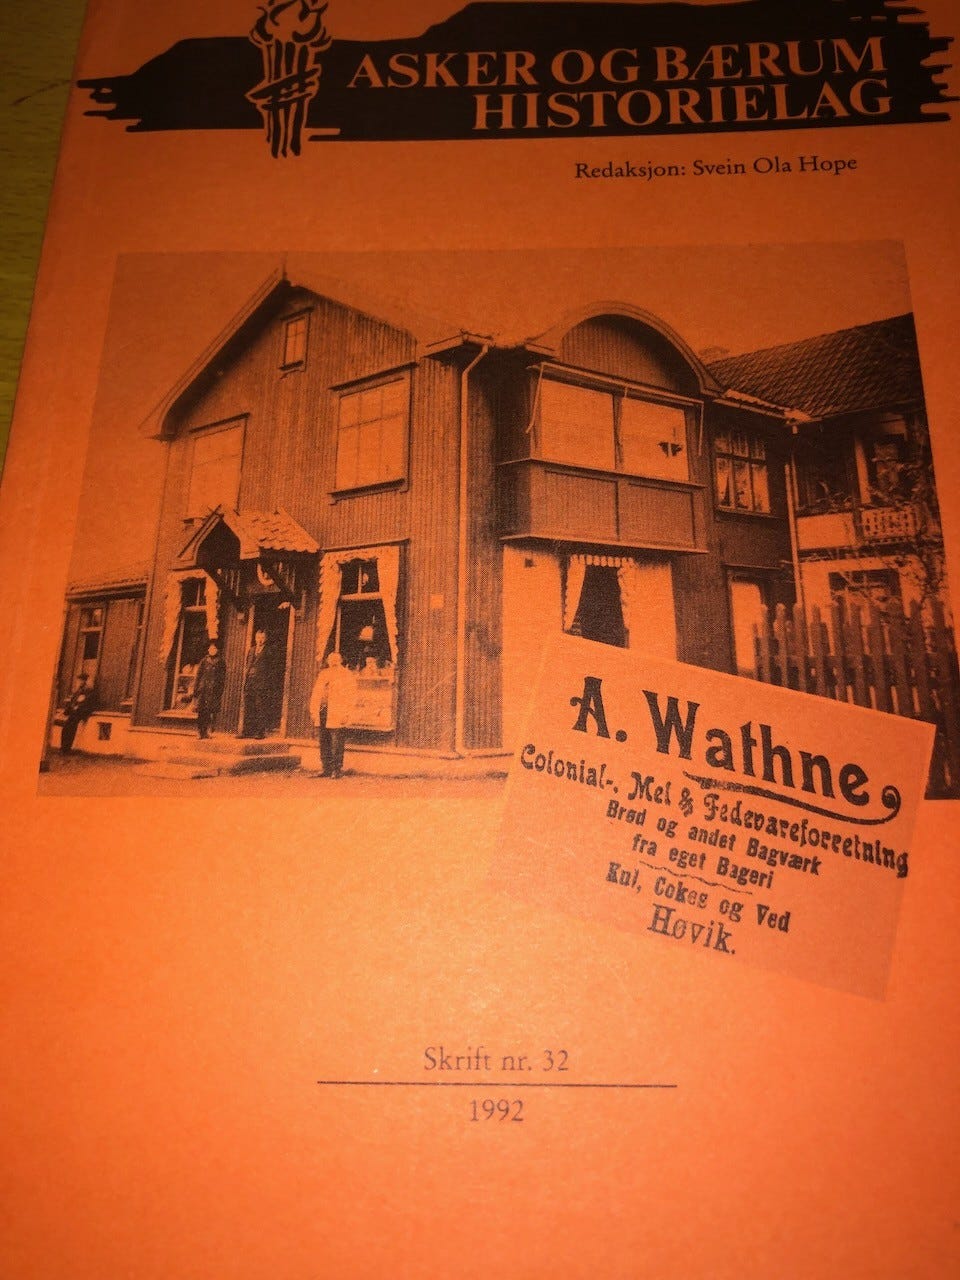 ASKER OG BÆRUM
HISTORIELAG
Redaksjon: Svein Ola Hope
A. Wathne
Colonial-, Mel & Fedevareforretning
Brød og andet Bagværk
fra eget Bageri
Kul, Cokes og Ved
Høvik.
Skrift nr. 32
1992